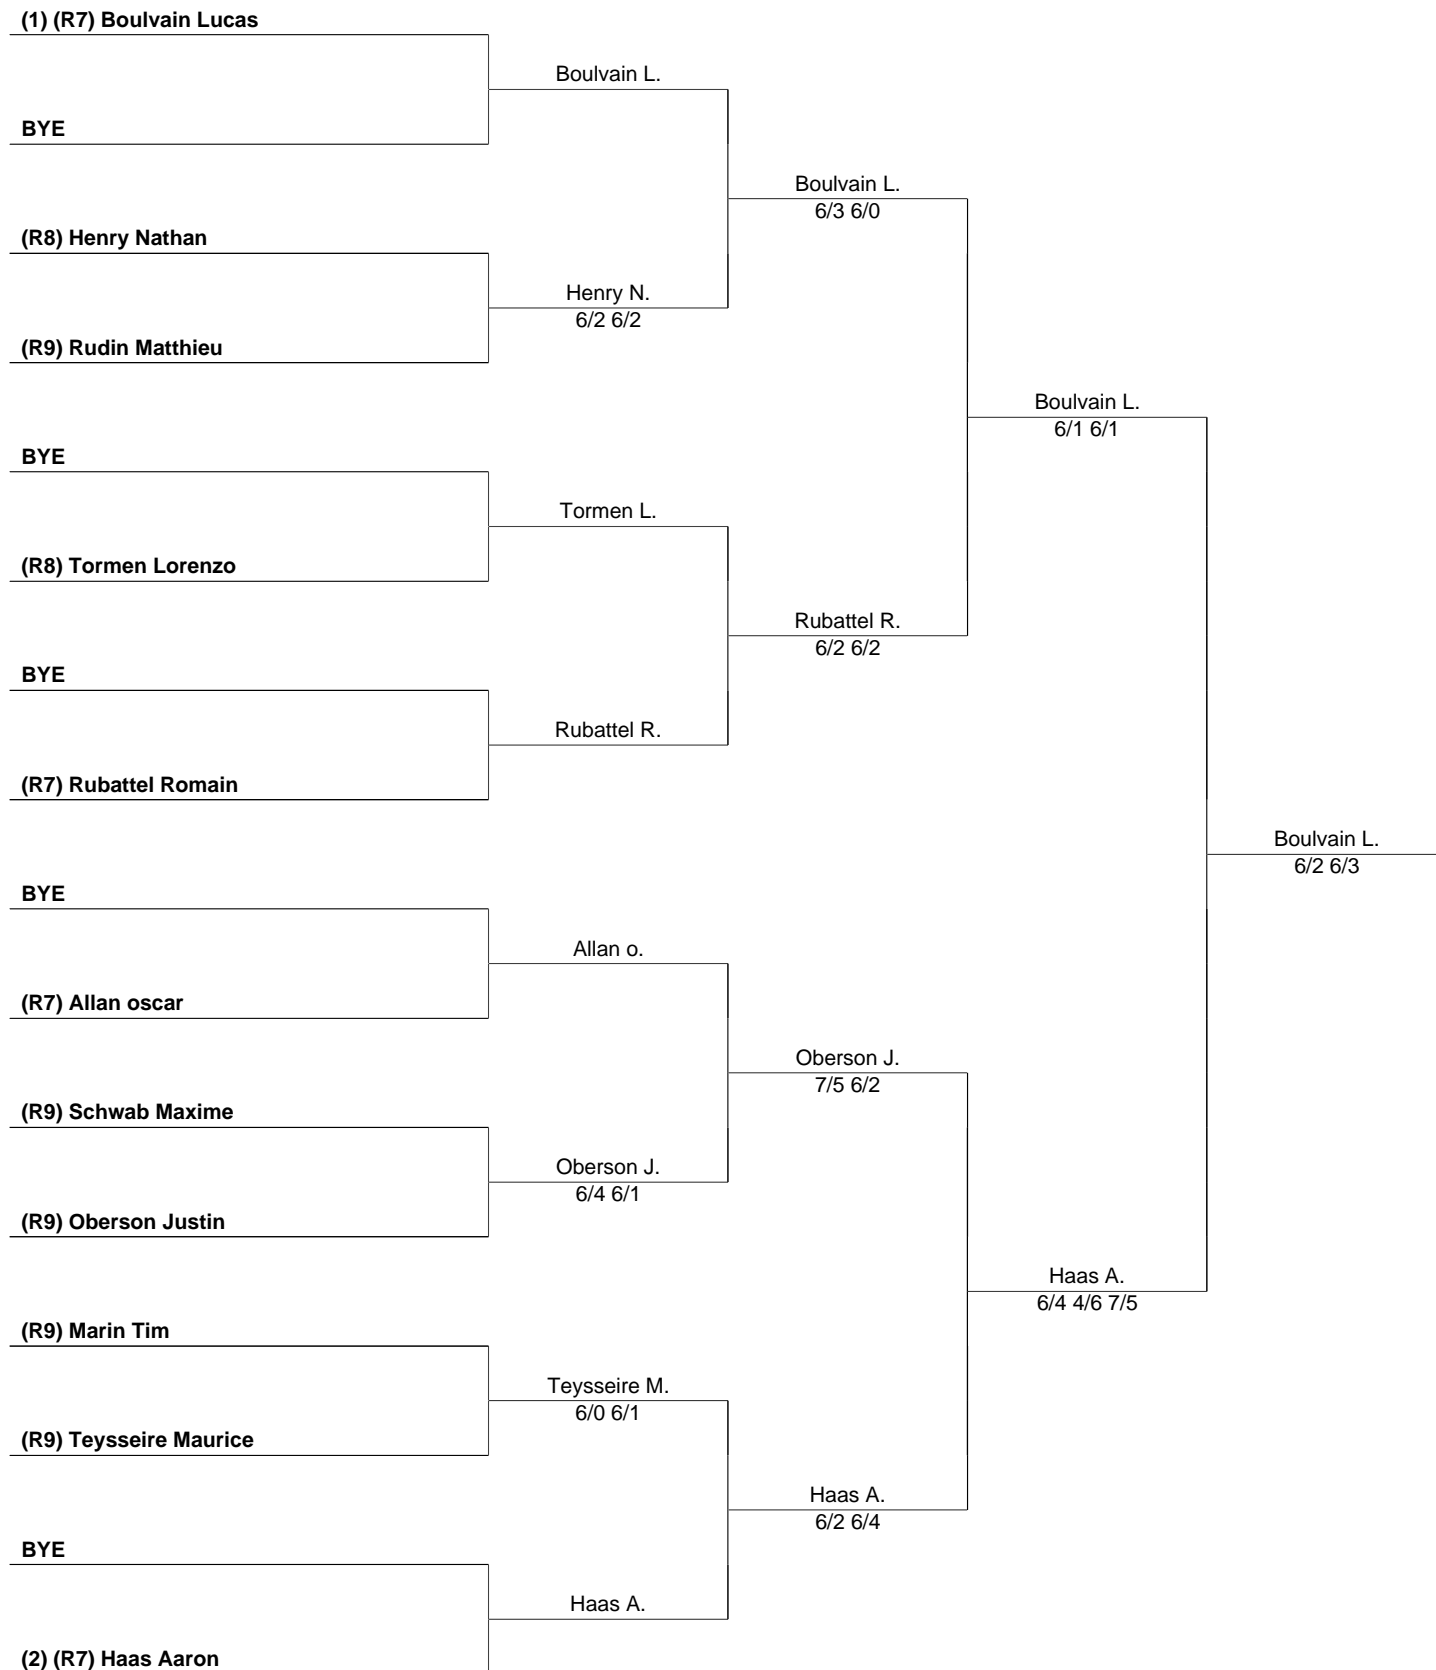 (1) (R7) Boulvain Lucas
Boulvain L.
BYE
Boulvain L.
6/3 6/0
(R8) Henry Nathan
Henry N.
6/2 6/2
(R9) Rudin Matthieu
Boulvain L.
6/1 6/1
BYE
Tormen L.
(R8) Tormen Lorenzo
Rubattel R.
6/2 6/2
BYE
Rubattel R.
(R7) Rubattel Romain
Boulvain L.
6/2 6/3
BYE
Allan o.
(R7) Allan oscar
Oberson J.
7/5 6/2
(R9) Schwab Maxime
Oberson J.
6/4 6/1
(R9) Oberson Justin
Haas A.
6/4 4/6 7/5
(R9) Marin Tim
Teysseire M.
6/0 6/1
(R9) Teysseire Maurice
Haas A.
6/2 6/4
BYE
Haas A.
(2) (R7) Haas Aaron